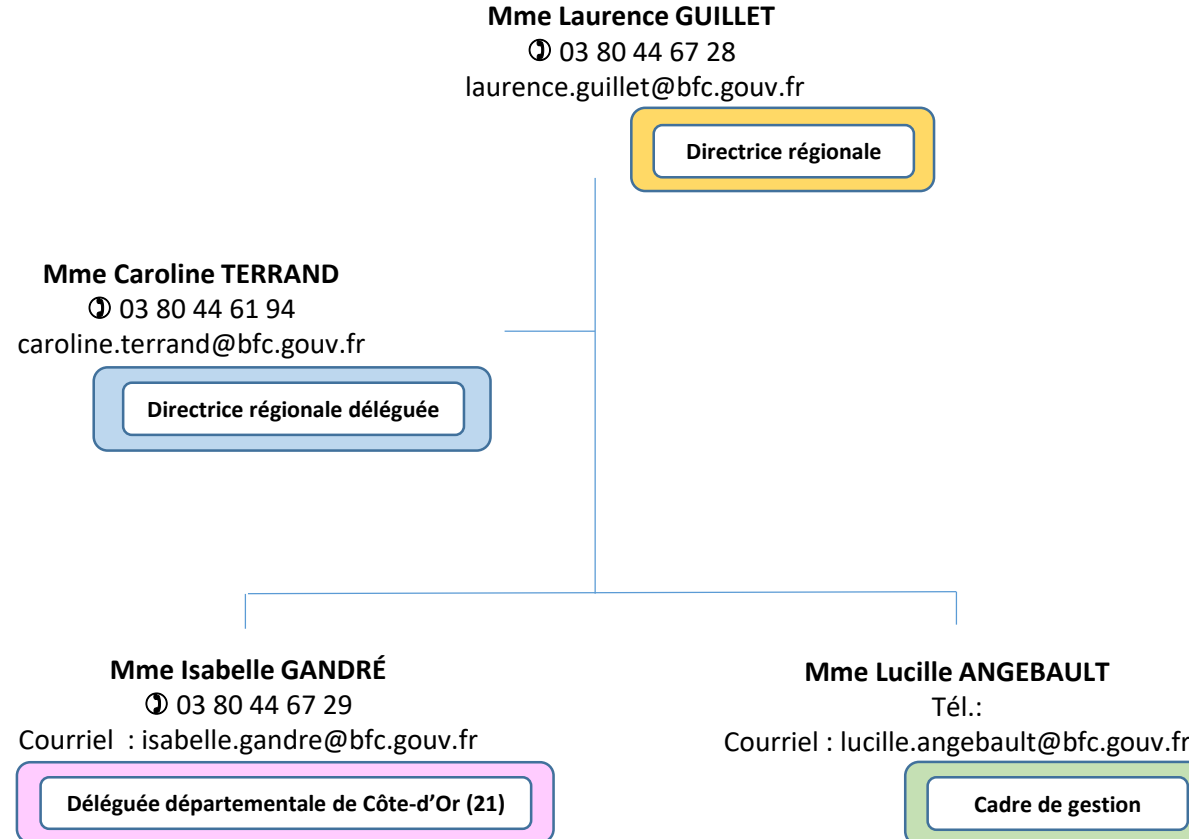 Mme Laurence GUILLET
✆ 03 80 44 67 28
laurence.guillet@bfc.gouv.fr
Directrice régionale
Mme Caroline TERRAND
✆ 03 80 44 61 94
caroline.terrand@bfc.gouv.fr
Directrice régionale déléguée
Mme Isabelle GANDRÉ
✆ 03 80 44 67 29
Courriel : isabelle.gandre@bfc.gouv.fr
Déléguée départementale de Côte-d’Or (21)
Mme Lucille ANGEBAULT
Tél.:
Courriel : lucille.angebault@bfc.gouv.fr
Cadre de gestion